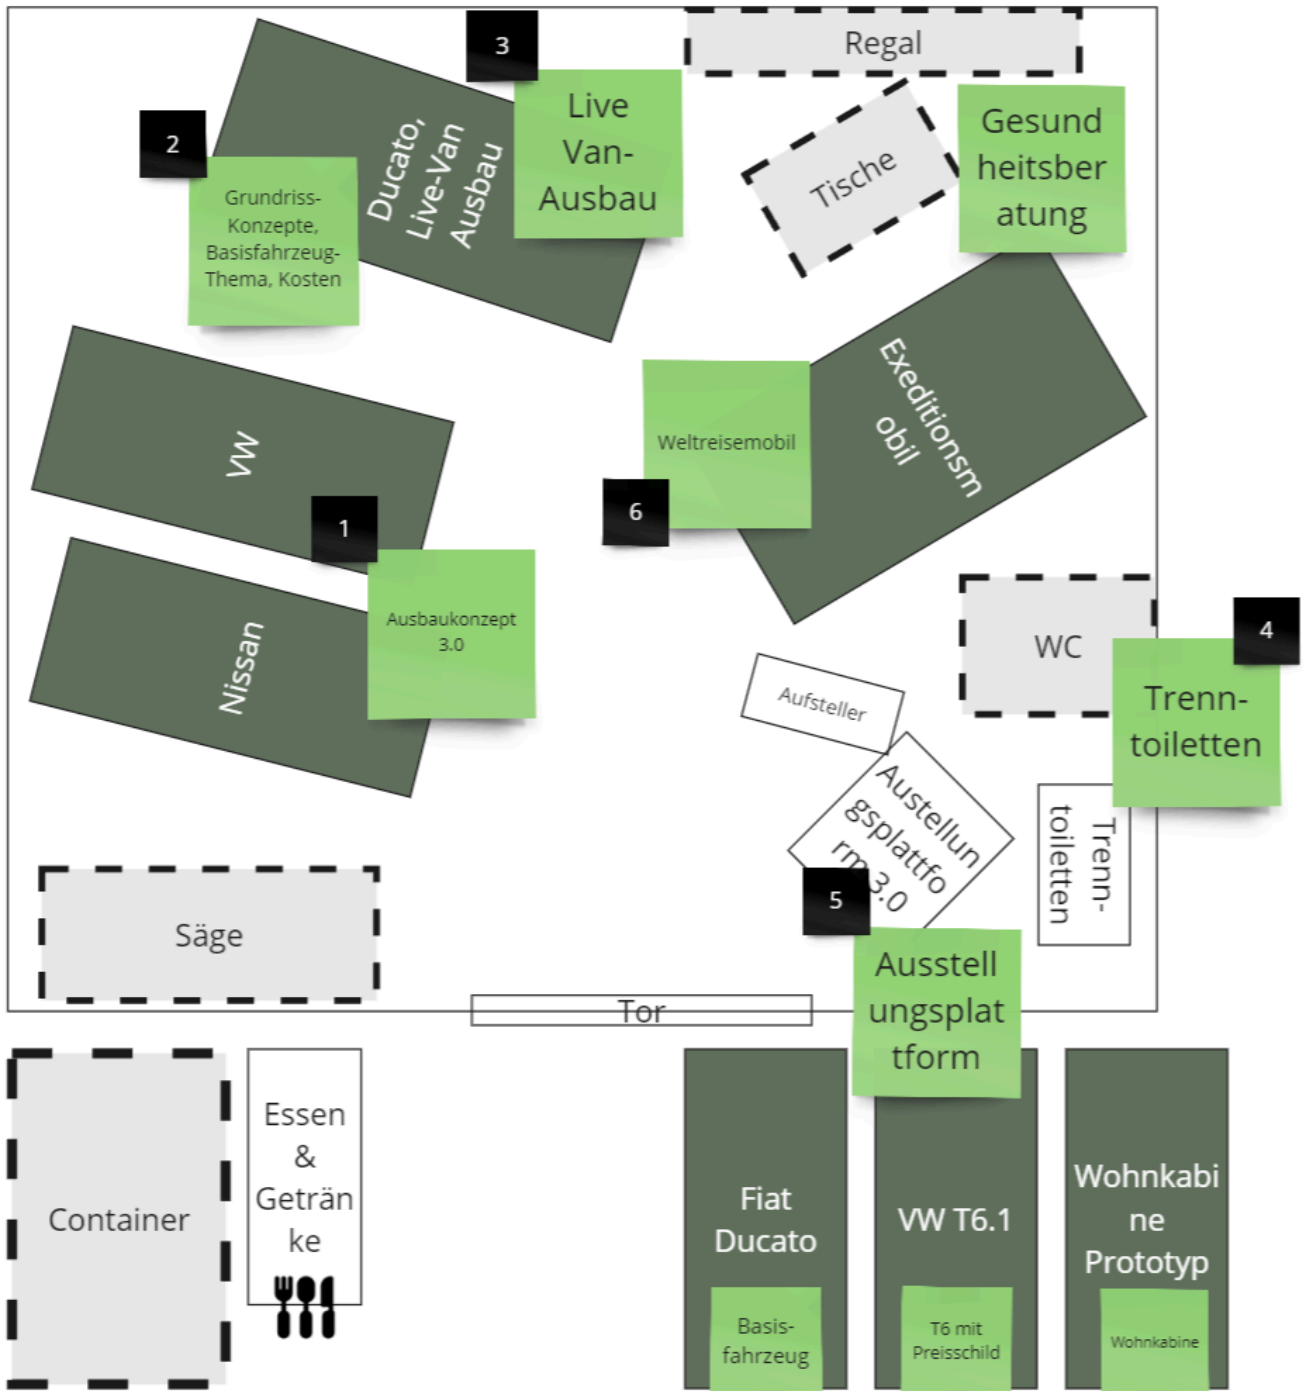 3
Regal
Live
Van-
Ausbau
Gesund
heitsber
atung
2
Ducato,
Live-Van
Ausbau
Tische
Grundriss-
Konzepte,
Basisfahrzeug-
Thema, Kosten
VW
Exeditionsm
obil
Weltreisemobil
6
1
Ausbaukonzept
3.0
Nissan
WC
4
Trenn-
toiletten
Aufsteller
Austellun
gsplattfo
rm 3.0
Trenn-
toiletten
5
Säge
Ausstell
ungsplat
tform
Tor
Container
Essen
&
Geträn
ke
Fiat
Ducato
VW T6.1
Wohnkabi
ne
Prototyp
Basis-
fahrzeug
T6 mit
Preisschild
Wohnkabine